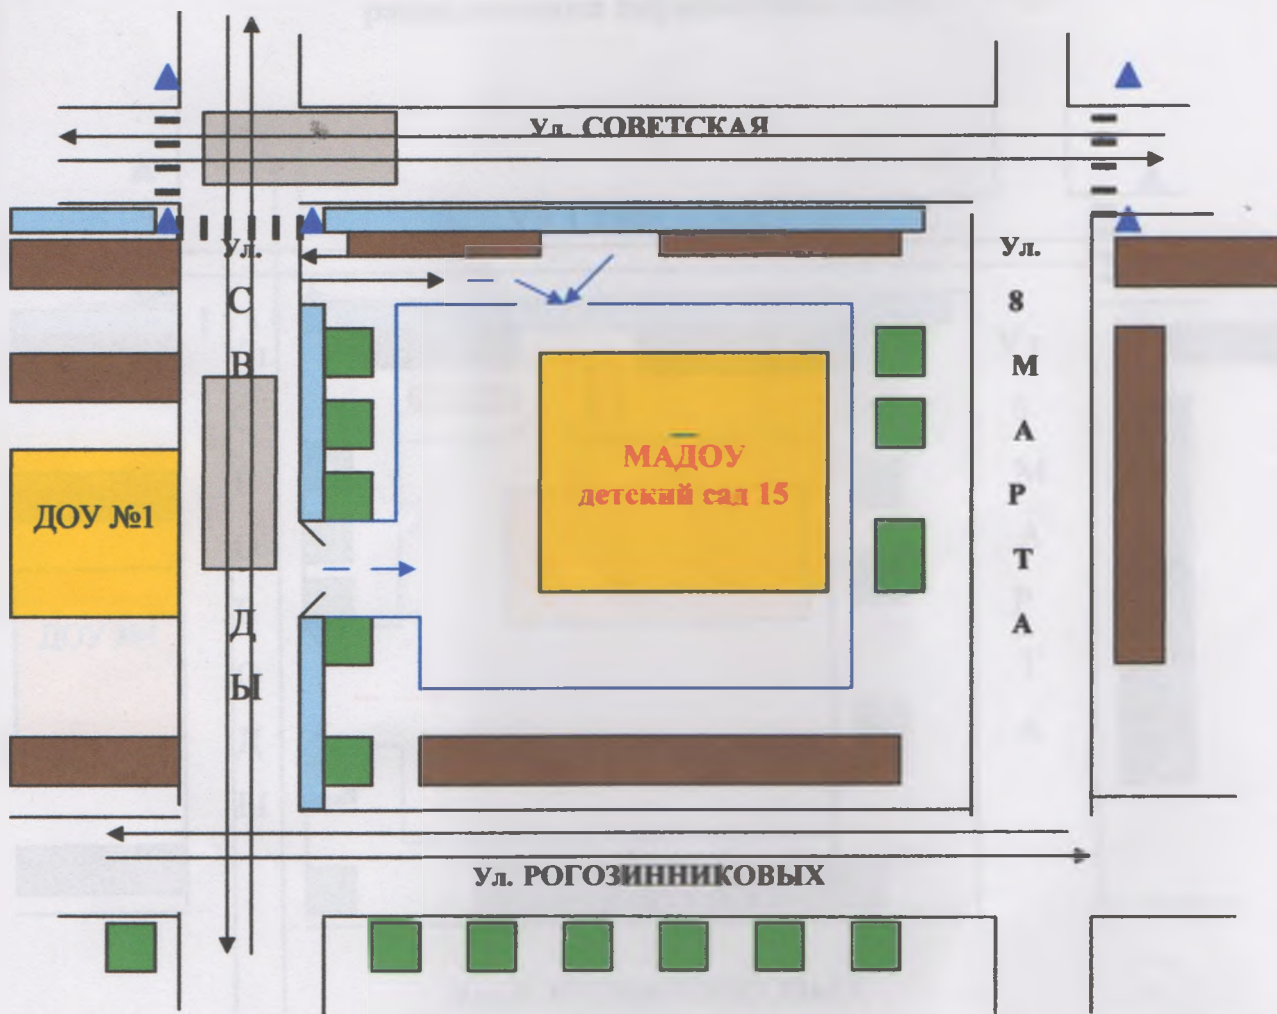 Ул. СОВЕТСКАЯ
Ул.
С
В
Д
Ы
Ул.
8
М
А
Р
Т
А
МАДОУ
детский сад 15
ДОУ №1
Ул. РОГОЗИННИКОВЫХ